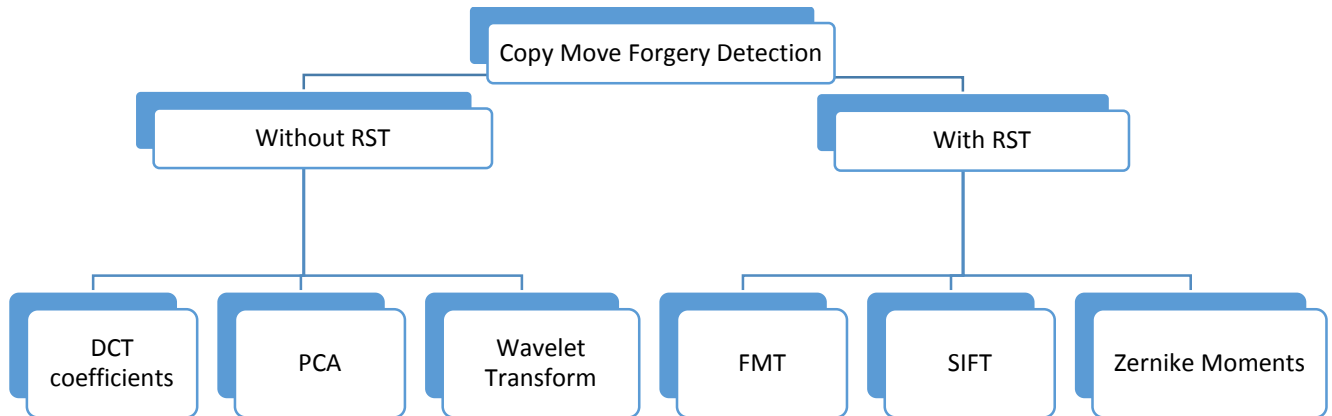 Copy Move Forgery Detection
Without RST
With RST
DCT
coefficients
PCA
Wavelet
Transform
FMT
SIFT
Zernike Moments